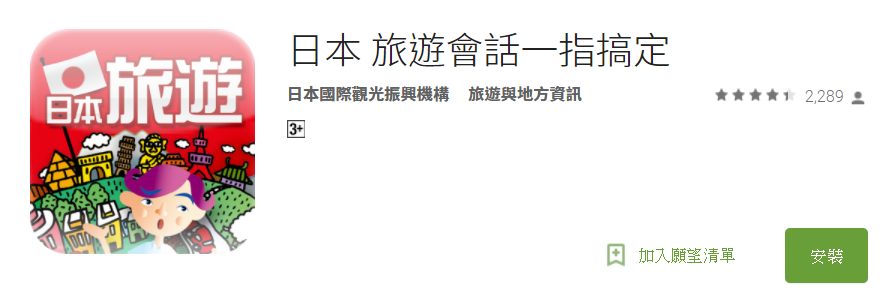 日本旅遊
日本 旅遊會話一指搞定
日本國際觀光振興機構 旅遊與地方資訊
2,289
3+
加入願望清單
安裝